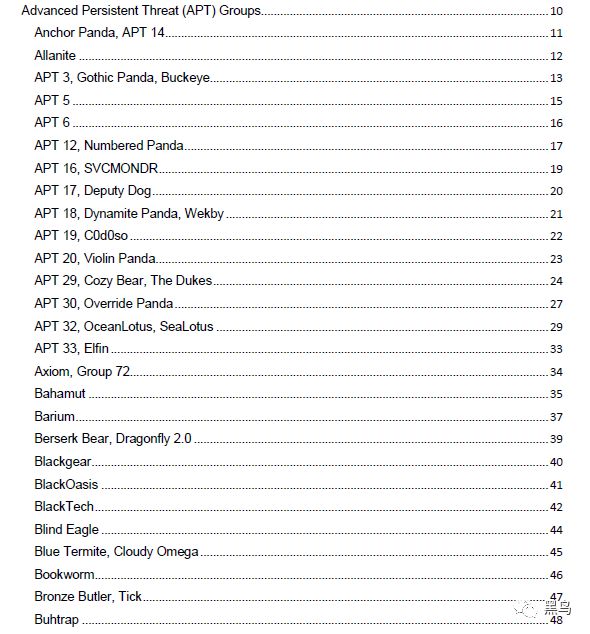 Advanced Persistent Threat (APT) Groups 10
Anchor Panda, APT 14 11
Allanite 12
APT 3, Gothic Panda, Buckeye 13
APT 5 15
APT 6 16
APT 12, Numbered Panda 17
APT 16, SVCMONDR 19
APT 17, Deputy Dog 20
APT 18, Dynamite Panda, Wekby 21
APT 19, C0d0so 22
APT 20, Violin Panda 23
APT 29, Cozy Bear, The Dukes 24
APT 30, Override Panda 27
APT 32, OceanLotus, SeaLotus 29
APT 33, Elfin 33
Axiom, Group 72 34
Bahamut 35
Barium 37
Berserk Bear, Dragonfly 2.0 39
Blackgear 40
BlackOasis 41
BlackTech 42
Blind Eagle 44
Blue Termite, Cloudy Omega 45
Bookworm 46
Bronze Butler, Tick 47
Buhtrap 48
黑鸟